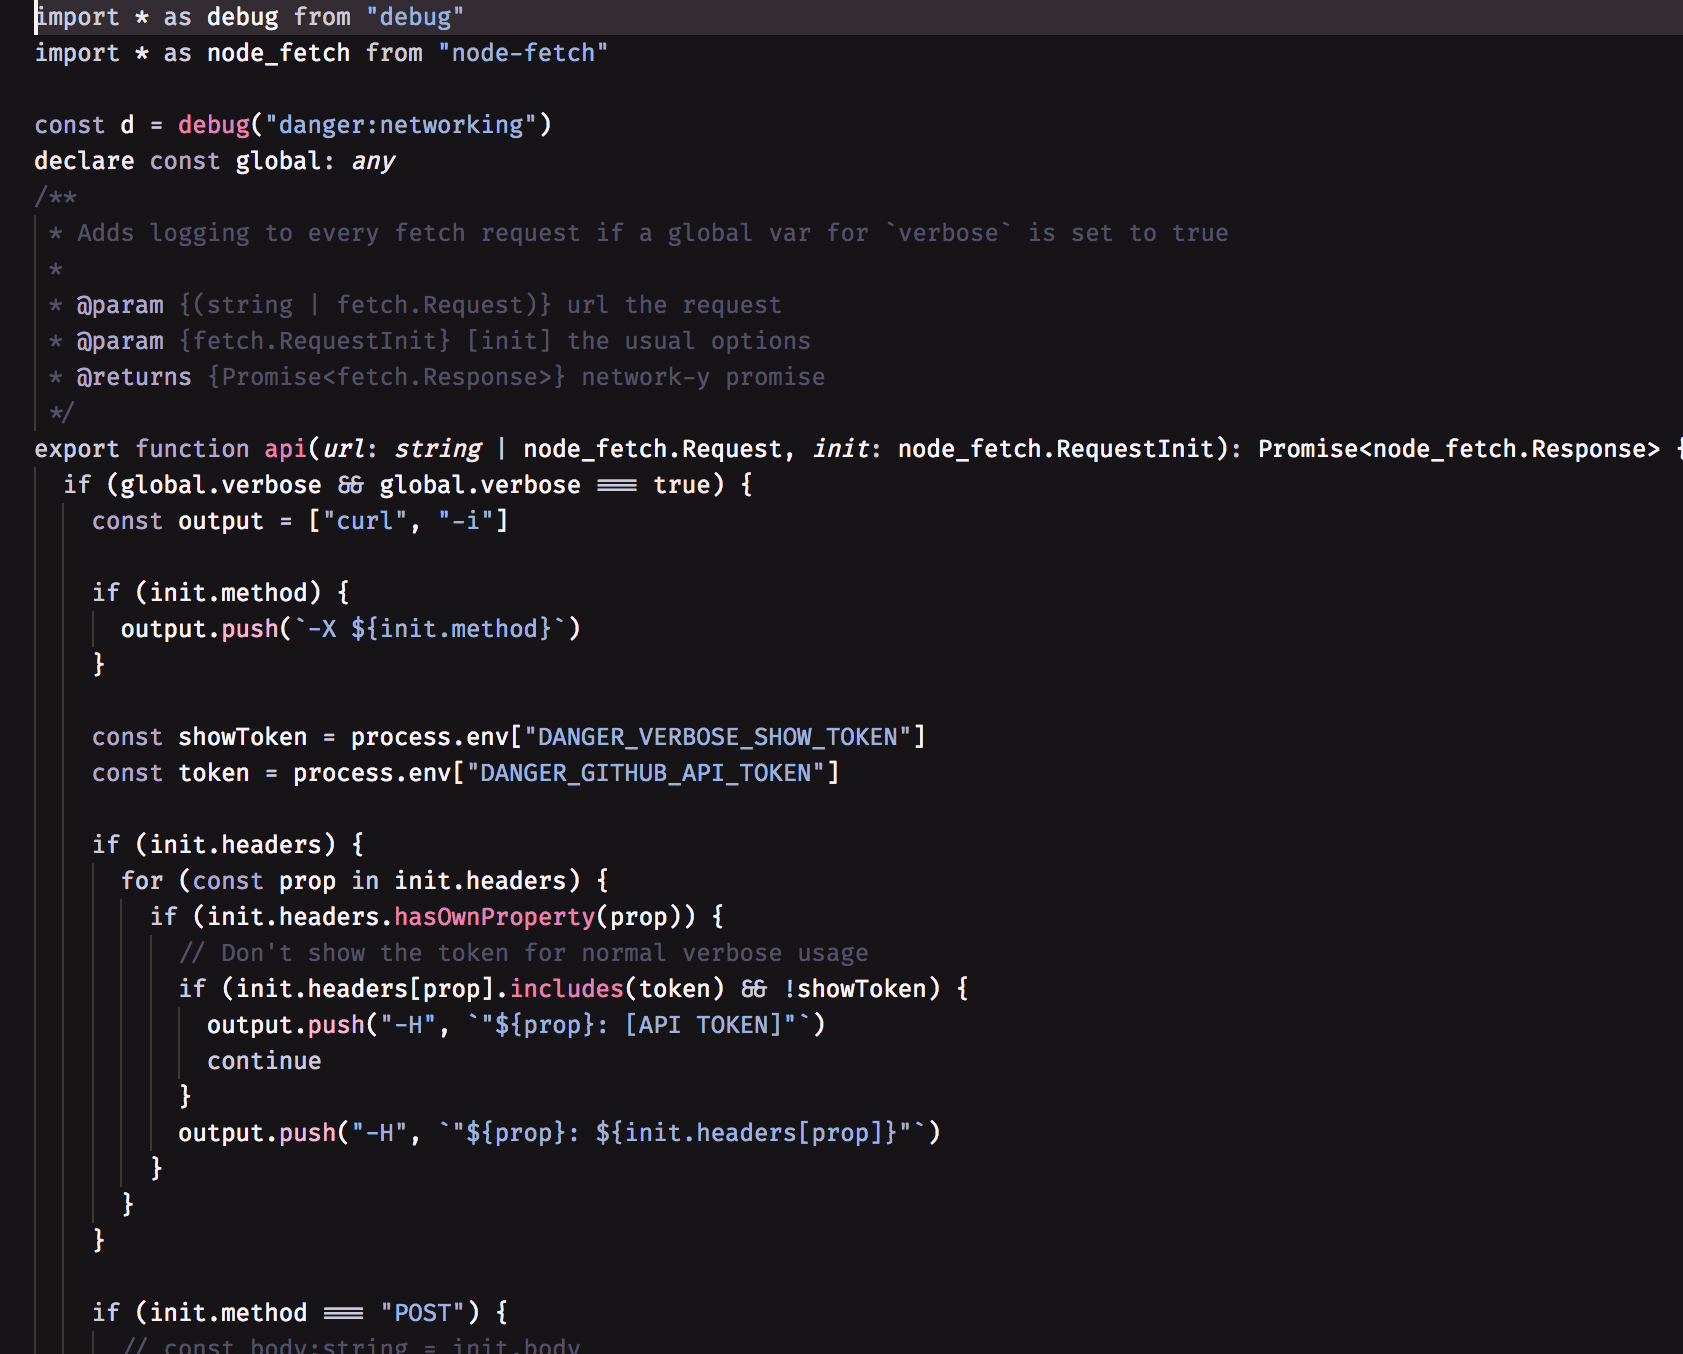 import * as debug from "debug"
import * as node_fetch from "node-fetch"

const d = debug("danger:networking")
declare const global: any
/**
 * Adds logging to every fetch request if a global var for `verbose` is set to true
 *
 * @param {(string | fetch.Request)} url the request
 * @param {fetch.RequestInit} [init] the usual options
 * @returns {Promise<fetch.Response>} network-y promise
 */
export function api(url: string | node_fetch.Request, init: node_fetch.RequestInit): Promise<node_fetch.Response> {
  if (global.verbose && global.verbose === true) {
    const output = ["curl", "-i"]

    if (init.method) {
      output.push(`-X ${init.method}`)
    }

    const showToken = process.env["DANGER_VERBOSE_SHOW_TOKEN"]
    const token = process.env["DANGER_GITHUB_API_TOKEN"]

    if (init.headers) {
      for (const prop in init.headers) {
        if (init.headers.hasOwnProperty(prop)) {
          // Don't show the token for normal verbose usage
          if (init.headers[prop].includes(token) && !showToken) {
            output.push("-H", `"${prop}: [API TOKEN]"`)
            continue
          }
          output.push("-H", `"${prop}: ${init.headers[prop]}"`)
        }
      }
    }

    if (init.method === "POST") {
      // const body:string = init.body